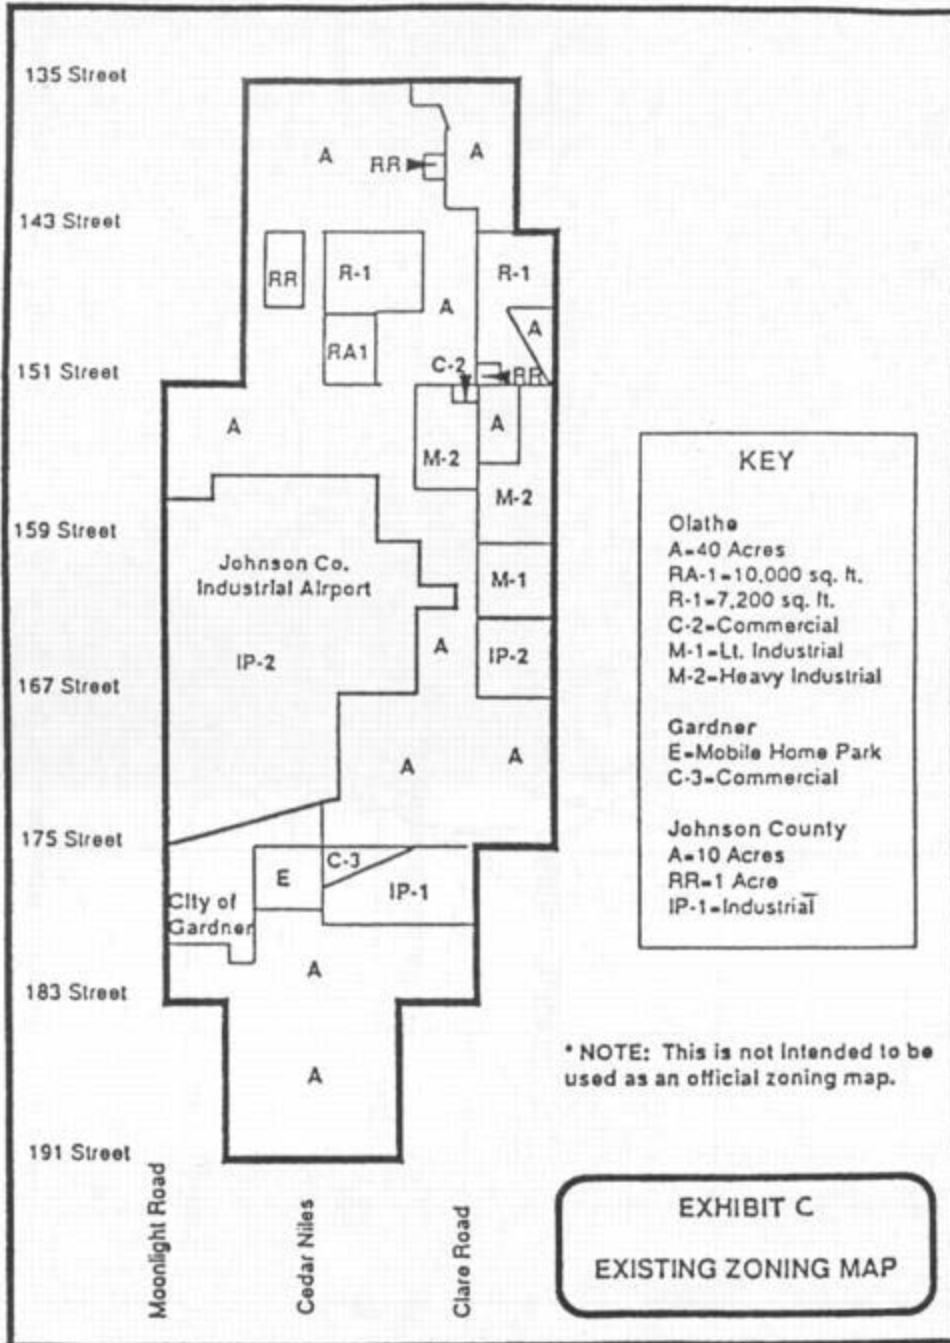 135 Street
A
A
RR
143 Street
RR
R-1
R-1
A
A
RA1
151 Street
C-2
RR
A
A
M-2
M-2
159 Street
Johnson Co.
Industrial Airport
M-1
A
IP-2
IP-2
167 Street
A
A
175 Street
C-3
E
IP-1
City of
Gardner
A
183 Street
A
191 Street
Moonlight Road
Cedar Niles
Clare Road
KEY
Olathe
A=40 Acres
RA-1=10,000 sq. ft.
R-1=7,200 sq. ft.
C-2=Commercial
M-1=Lt. Industrial
M-2=Heavy Industrial
Gardner
E=Mobile Home Park
C-3=Commercial
Johnson County
A=10 Acres
RR=1 Acre
IP-1=Industrial
* NOTE: This is not intended to be
used as an official zoning map.
EXHIBIT C
EXISTING ZONING MAP